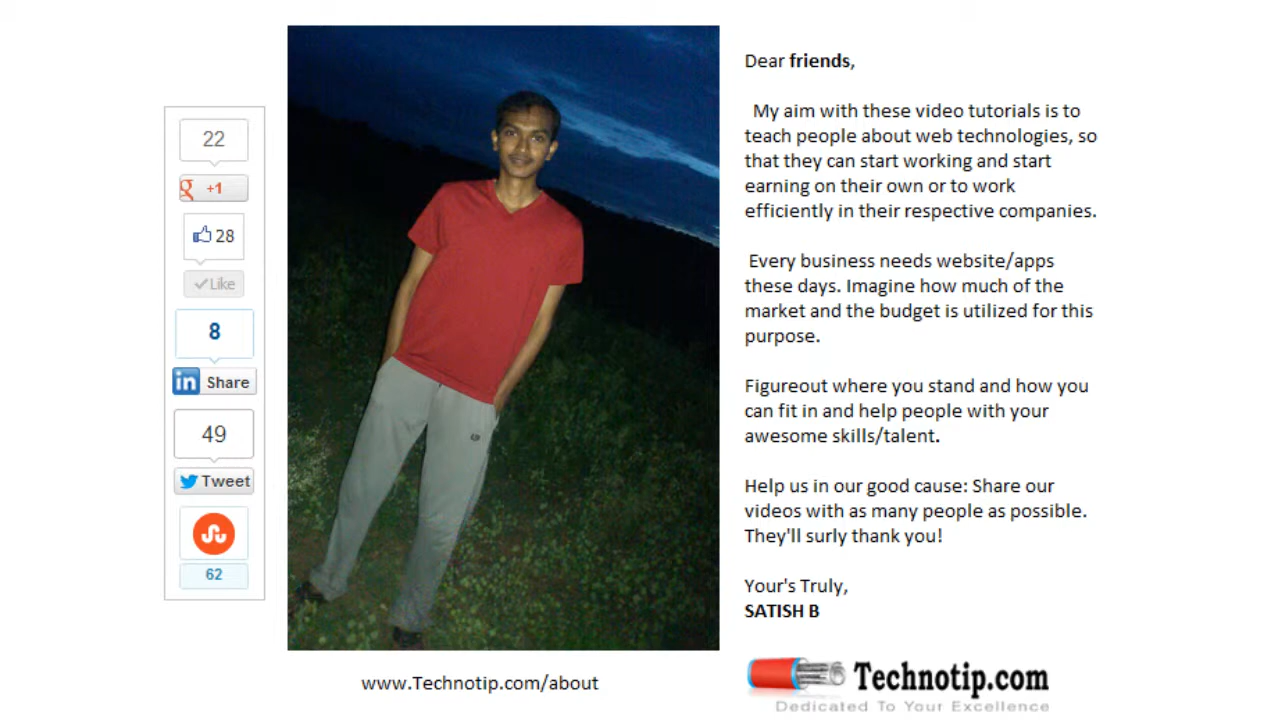 22
+1
28
Like
8
in Share
49
Tweet
62
www.Technotip.com/about
Dear friends,
My aim with these video tutorials is to
teach people about web technologies, so
that they can start working and start
earning on their own or to work
efficiently in their respective companies.
Every business needs website/apps
these days. Imagine how much of the
market and the budget is utilized for this
purpose.
Figureout where you stand and how you
can fit in and help people with your
awesome skills/talent.
Help us in our good cause: Share our
videos with as many people as possible.
They'll surly thank you!
Your's Truly,
SATISH B
Technotip.com
Dedicated To Your Excellence